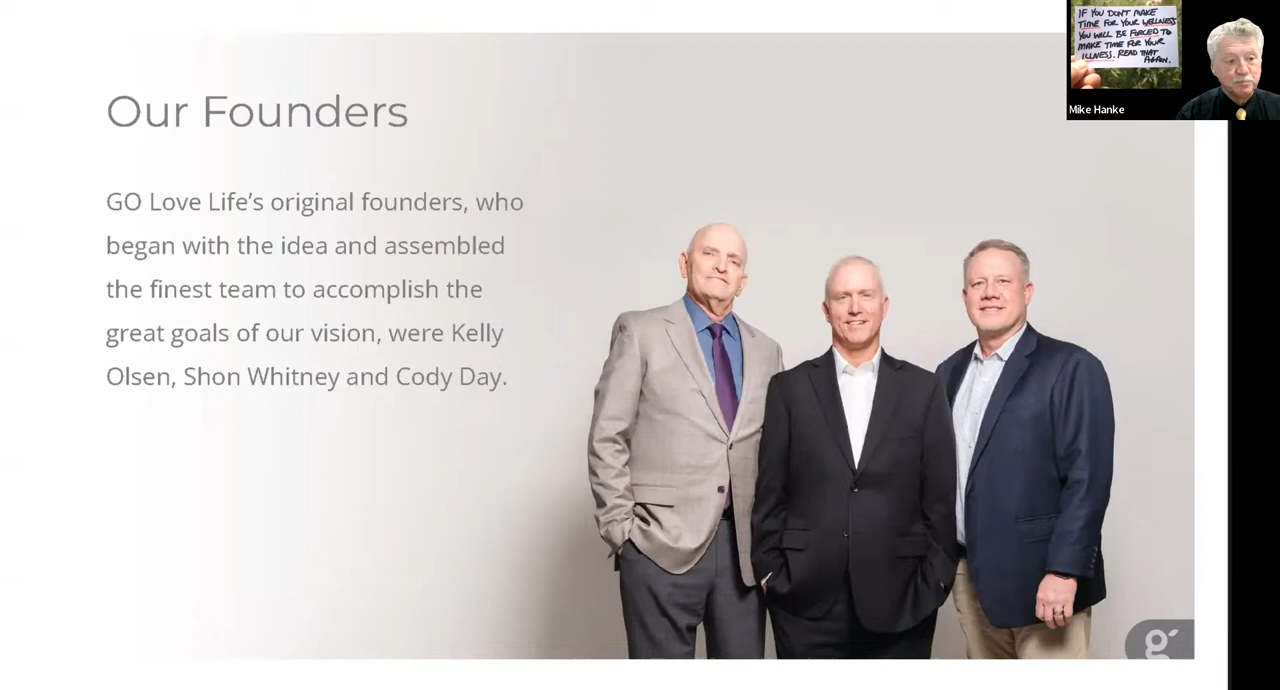 Our Founders
GO Love Life's original founders, who
began with the idea and assembled
the finest team to accomplish the
great goals of our vision, were Kelly
Olsen, Shon Whitney and Cody Day.
IF YOU DON'T MAKE
TIME FOR YOUR WELLNESS
YOU WILL BE FORCED TO
MAKE TIME FOR YOUR
ILLNESS. READ THAT
AGAIN.
Mike Hanke
g